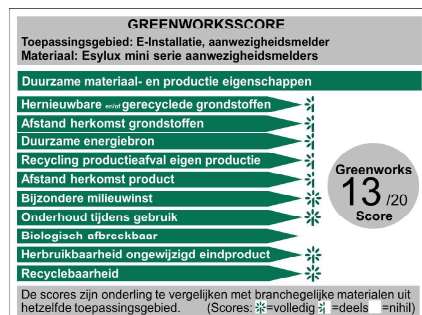 GREENWORKSSCORE
Toepassingsgebied: E-Installatie, aanwezigheidsmelder
Materiaal: Esylux mini serie aanwezigheidsmelders
Duurzame materiaal- en productie eigenschappen
Hernieuwbare en/of gerecyclede grondstoffen
Afstand herkomst grondstoffen
Duurzame energiebron
Recycling productieafval eigen productie
Afstand herkomst product
Bijzondere milieuwinst
Onderhoud tijdens gebruik
Biologisch afbreekbaar
Herbruikbaarheid ongewijzigd eindproduct
Recyclebaarheid
Greenworks
13 /20
Score
De scores zijn onderling te vergelijken met branchegelijke materialen uit
hetzelfde toepassingsgebied. (Scores: =volledig =deels =nihil)